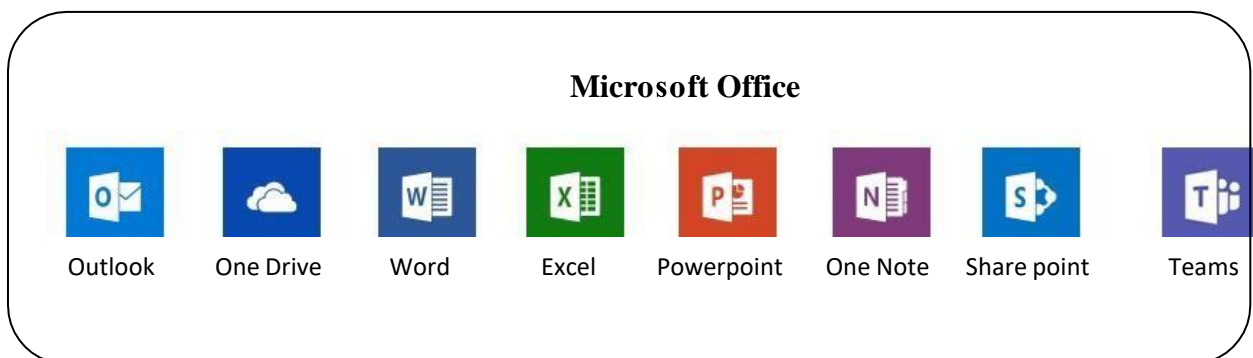 Microsoft Office
O W X P N S T
Outlook One Drive Word Excel Powerpoint One Note Share point Teams